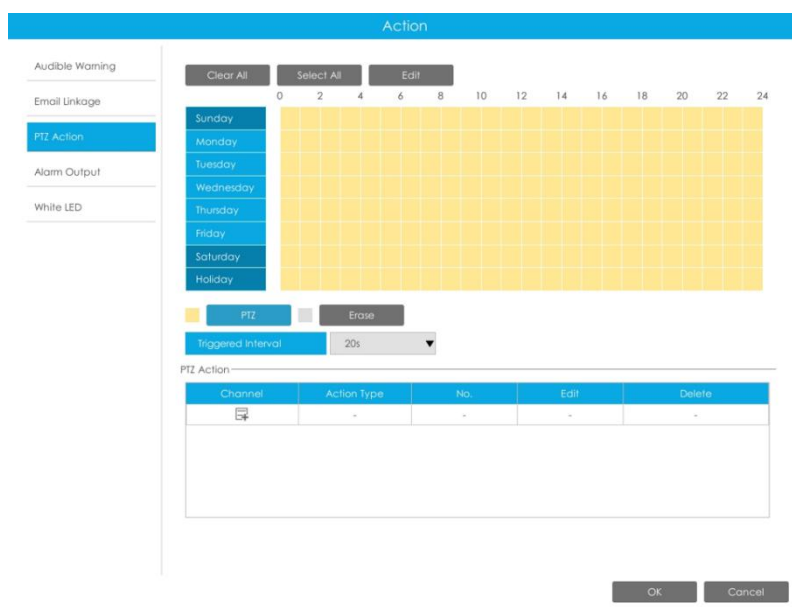 Action
Audible Warning
Email Linkage
PTZ Action
Alarm Output
White LED
Clear All Select All Edit
0 2 4 6 8 10 12 14 16 18 20 22 24
Sunday
Monday
Tuesday
Wednesday
Thursday
Friday
Saturday
Holiday
PTZ Erase
Triggered Interval 20s
PTZ Action
Channel Action Type No. Edit Delete
- - - -
OK Cancel